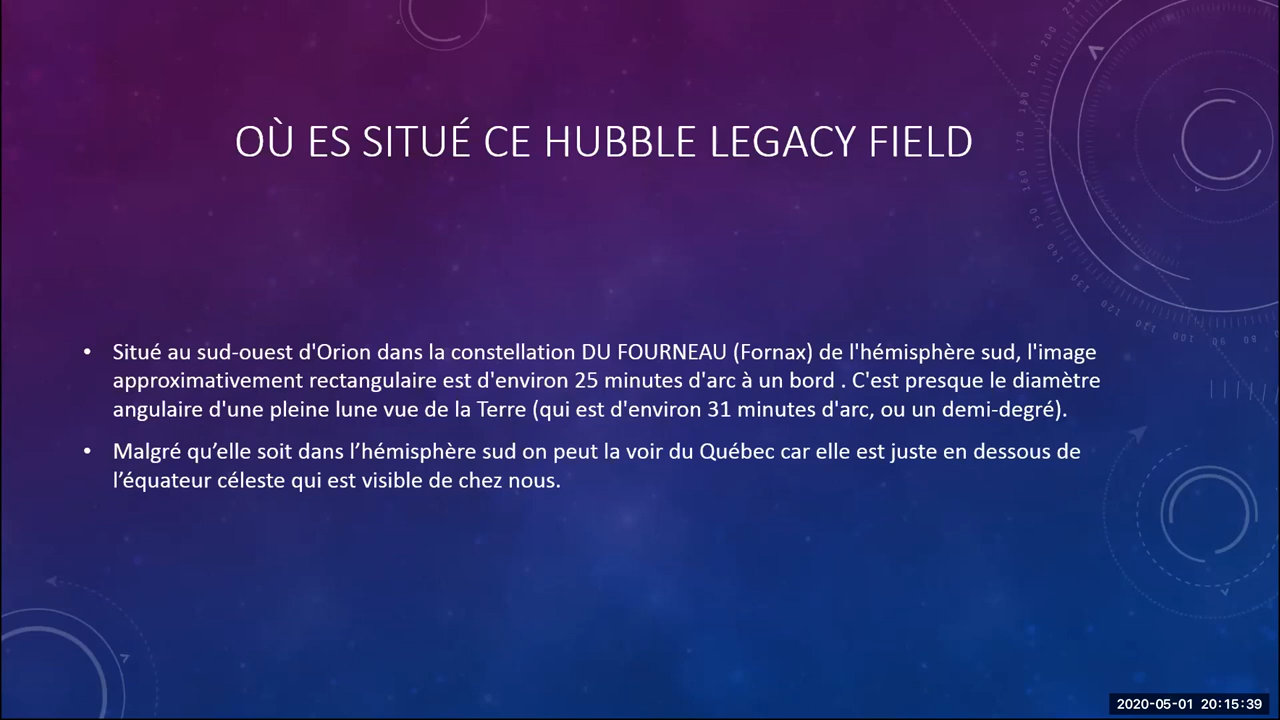 OÙ ES SITUÉ CE HUBBLE LEGACY FIELD
• Situé au sud-ouest d'Orion dans la constellation DU FOURNEAU (Fornax) de l'hémisphère sud, l'image
approximativement rectangulaire est d'environ 25 minutes d'arc à un bord . C'est presque le diamètre
angulaire d'une pleine lune vue de la Terre (qui est d'environ 31 minutes d'arc, ou un demi-degré).
• Malgré qu’elle soit dans l’hémisphère sud on peut la voir du Québec car elle est juste en dessous de
l’équateur céleste qui est visible de chez nous.
2020-05-01 20:15:39